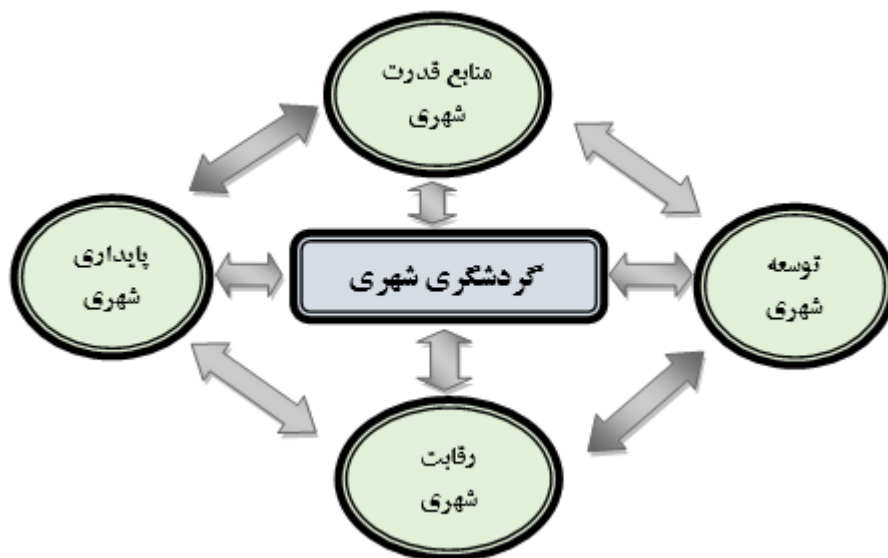 منابع قدرت
شهری
پایداری
شهری
گردشگری شهری
توسعه
شهری
رقابت
شهری